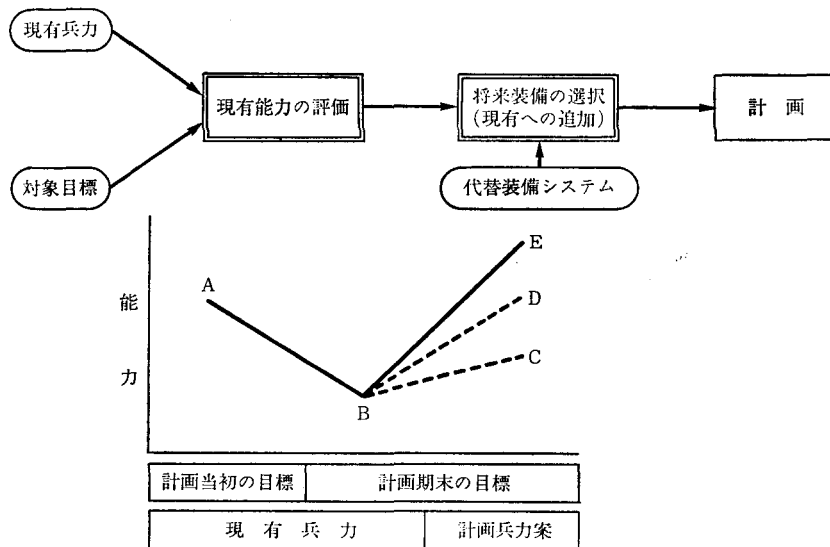 現有兵力
対象目標
現有能力の評価
将来装備の選択
(現有への追加)
計画
代替装備システム
能力
A
B
E
D
C
計画当初の目標
計画期末の目標
現有兵力
計画兵力案